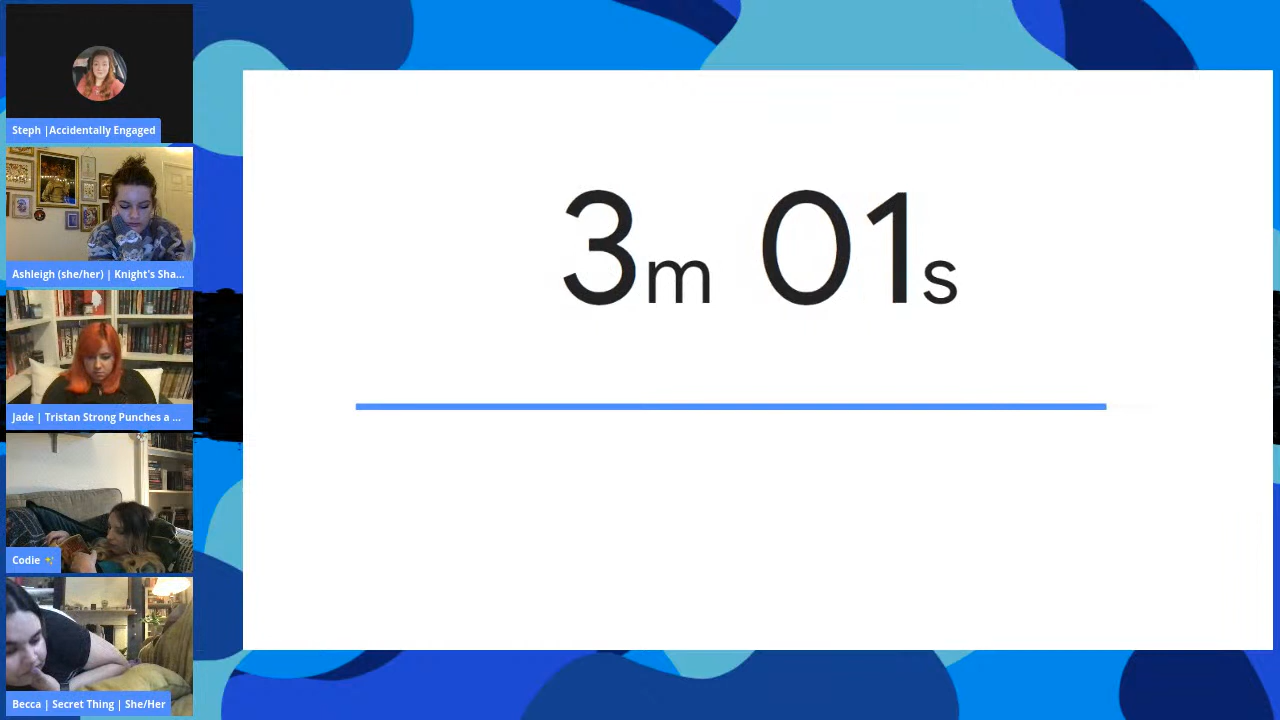 Steph |Accidentally Engaged
Ashleigh (she/her) | Knight's Sha...
Jade | Tristan Strong Punches a ...
Codie ✨
Becca | Secret Thing | She/Her
3m 01s